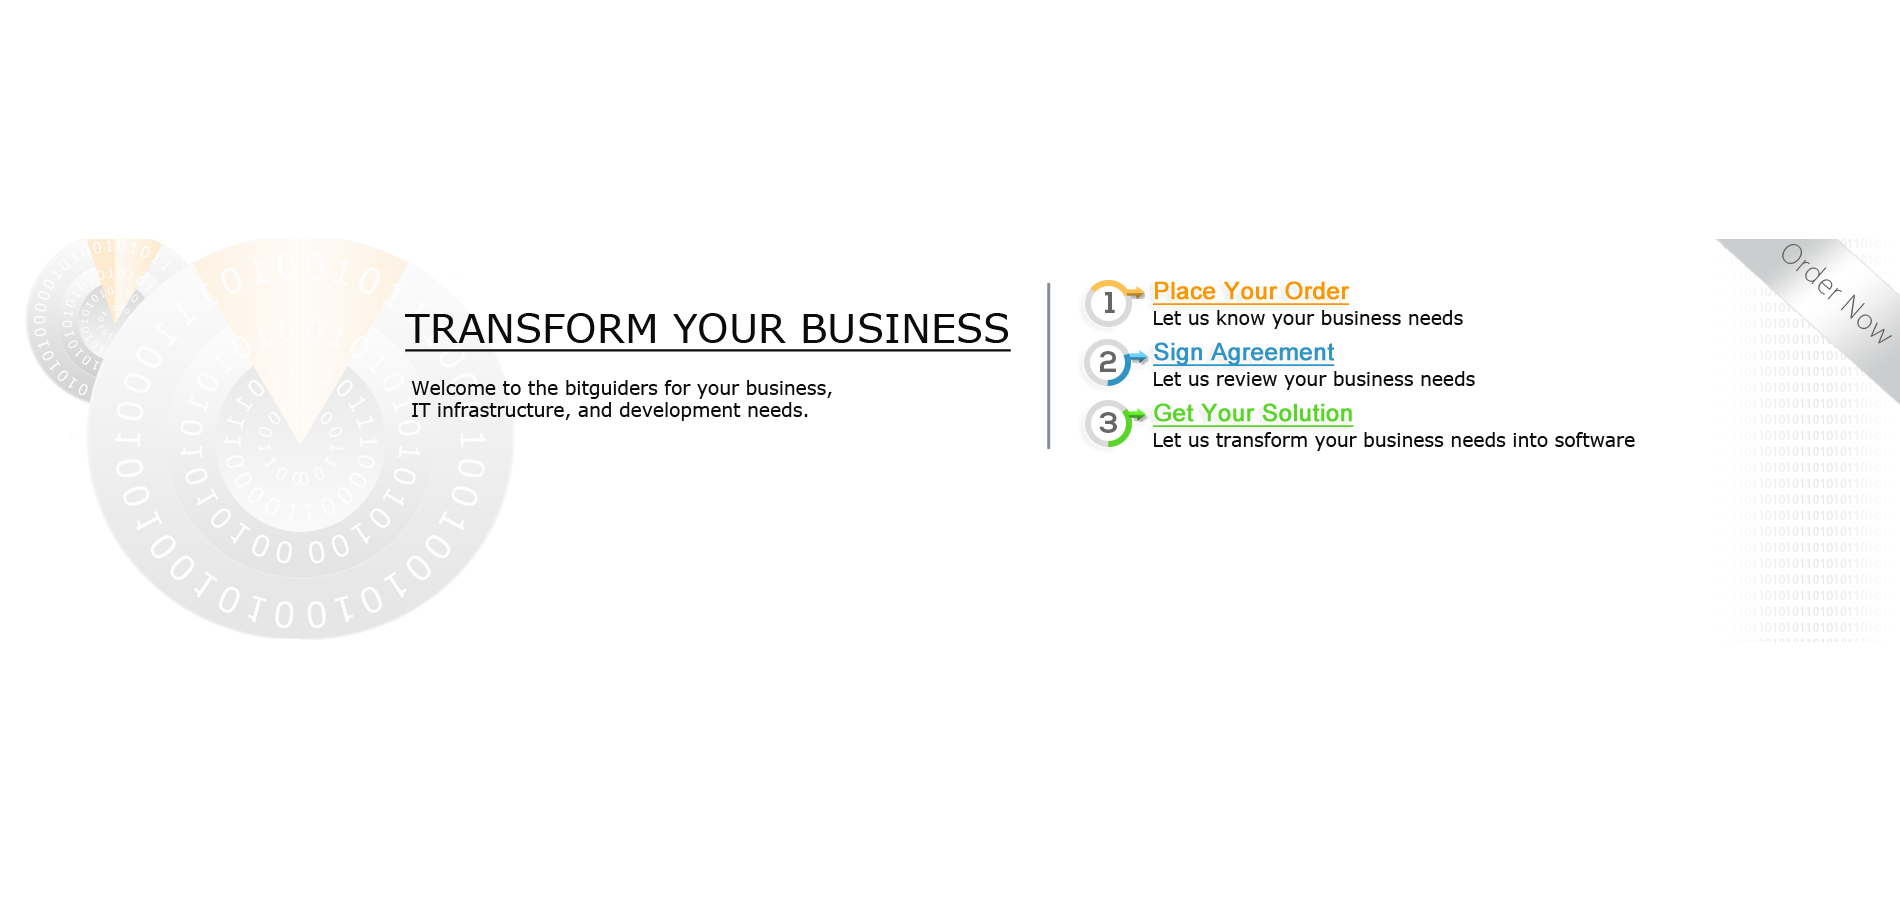 TRANSFORM YOUR BUSINESS
Welcome to the bitguiders for your business,
IT infrastructure, and development needs.
1
Place Your Order
Let us know your business needs
2
Sign Agreement
Let us review your business needs
3
Get Your Solution
Let us transform your business needs into software
Order Now